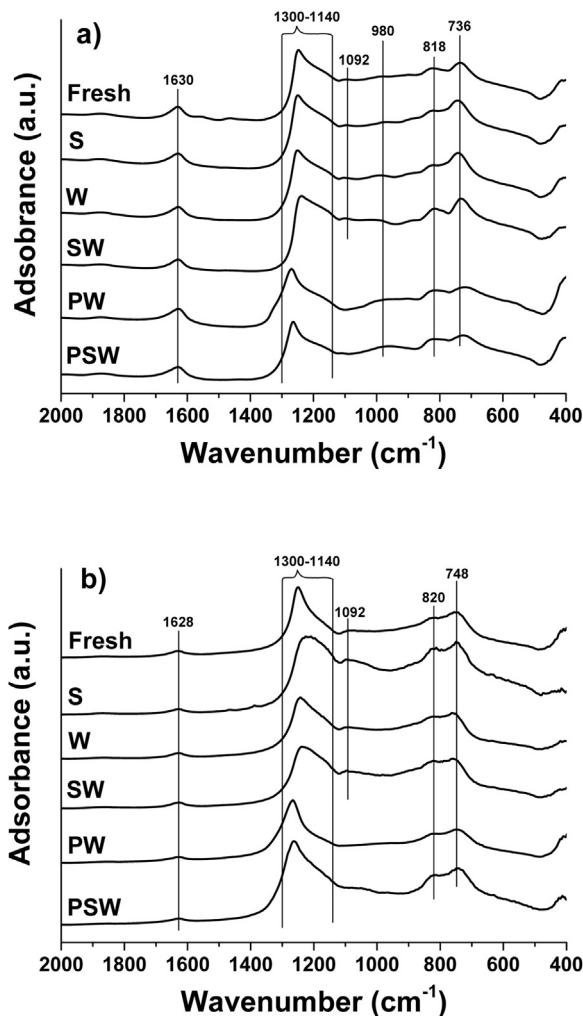 a)
1300-1140
1630
1092
980
818
736
Fresh
S
W
SW
PW
PSW
Adsobrance (a.u.)
2000 1800 1600 1400 1200 1000 800 600 400
Wavenumber (cm-1)
b)
1300-1140
1628
1092
820
748
Fresh
S
W
SW
PW
PSW
Adsorbance (a.u.)
2000 1800 1600 1400 1200 1000 800 600 400
Wavenumber (cm-1)